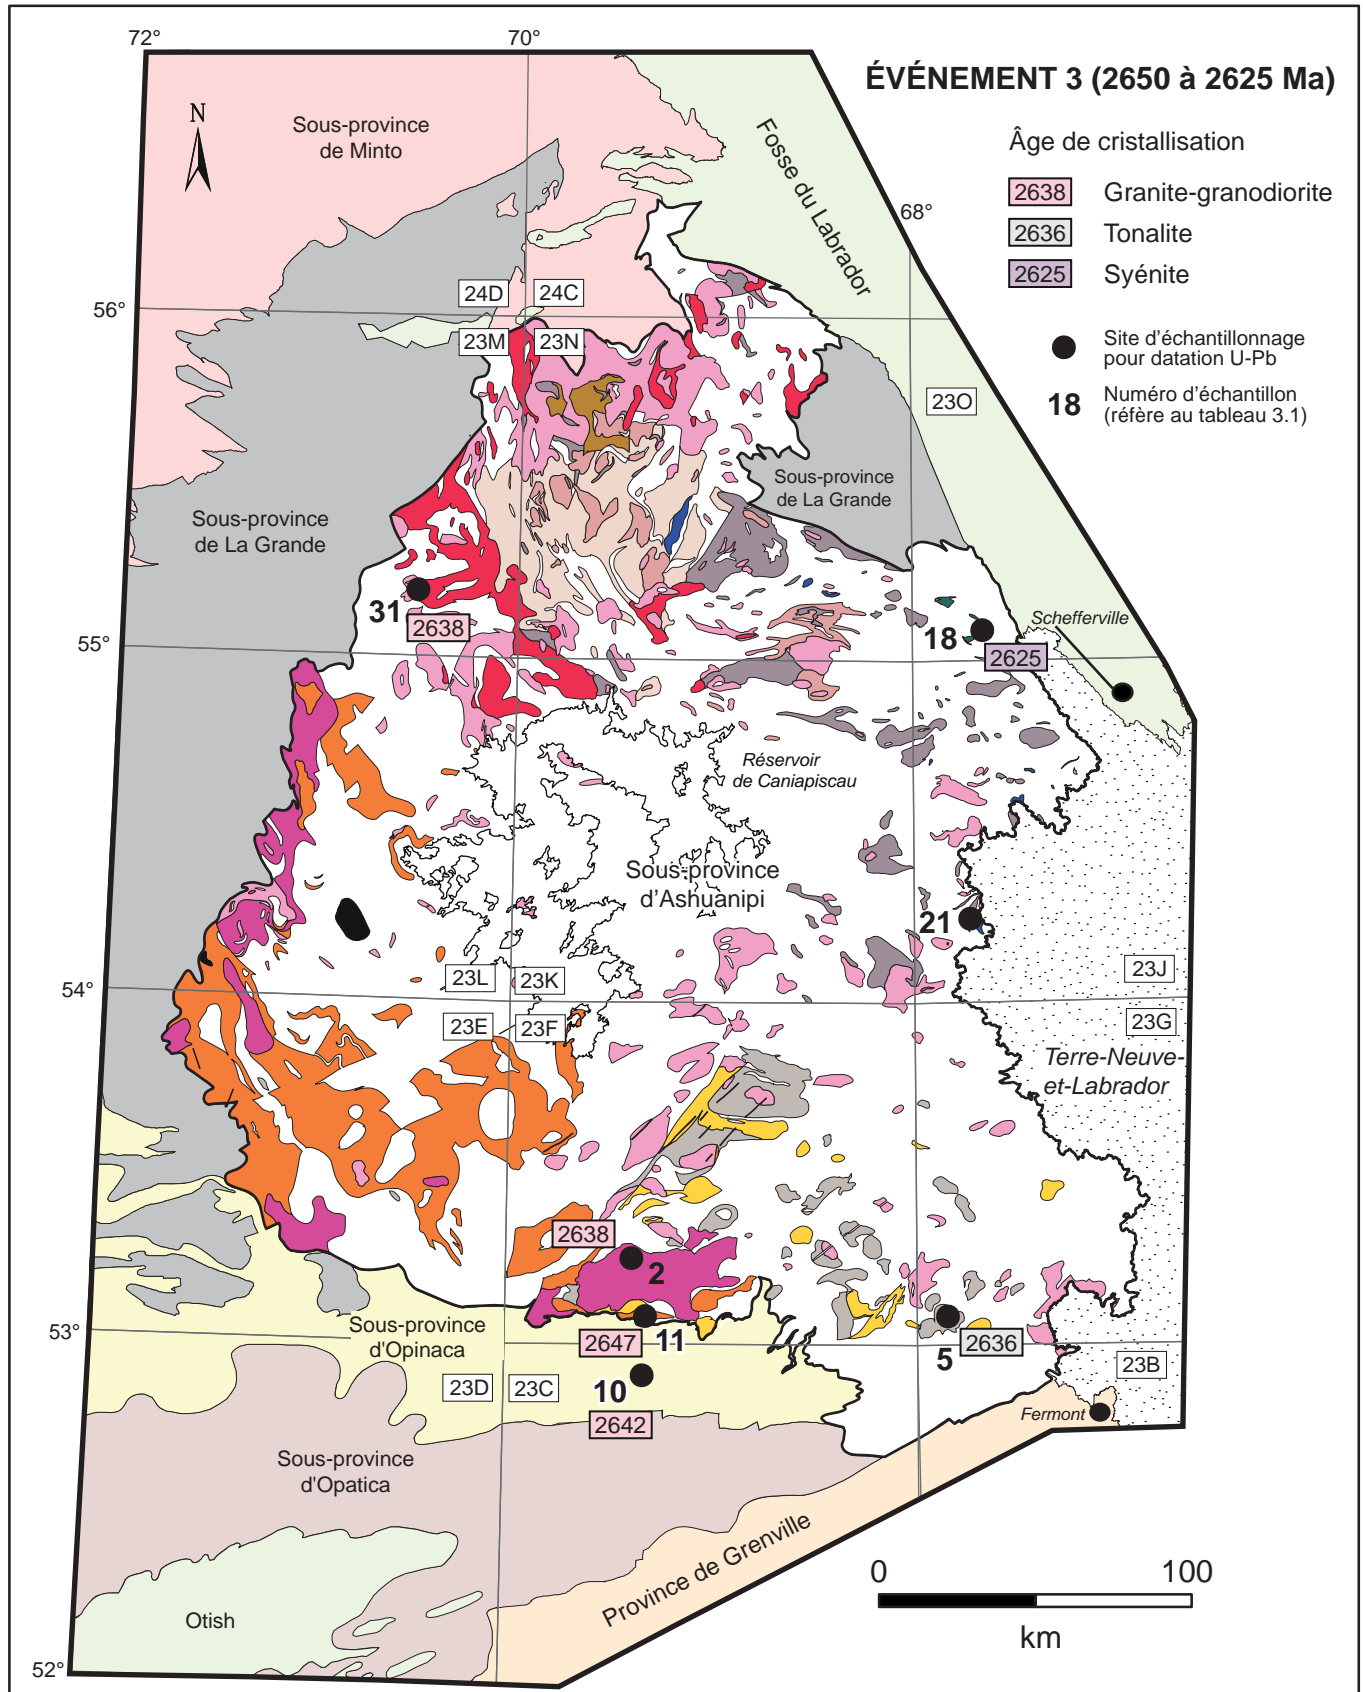 72°
70°
ÉVÉNEMENT 3 (2650 à 2625 Ma)
N
Sous-province
de Minto
Fosse du Labrador
Âge de cristallisation
2638 Granite-granodiorite
2636 Tonalite
2625 Syénite
68°
Site d'échantillonnage
pour datation U-Pb
18 Numéro d'échantillon
(réfère au tableau 3.1)
56°
24D 24C
23M 23N
23O
Sous-province
de La Grande
Sous-province
de La Grande
31
2638
18
2625
Schefferville
55°
Réservoir
de Caniapiscau
Sous-province
d'Ashuanipi
21
23L 23K
23J
54°
23E 23F
23G
Terre-Neuve-
et-Labrador
2638
2
53°
Sous-province
d'Opinaca
2647 11
5 2636
23D 23C
10
23B
2642
Fermont
Sous-province
d'Opatica
Province de Grenville
Otish
0 100
km
52°